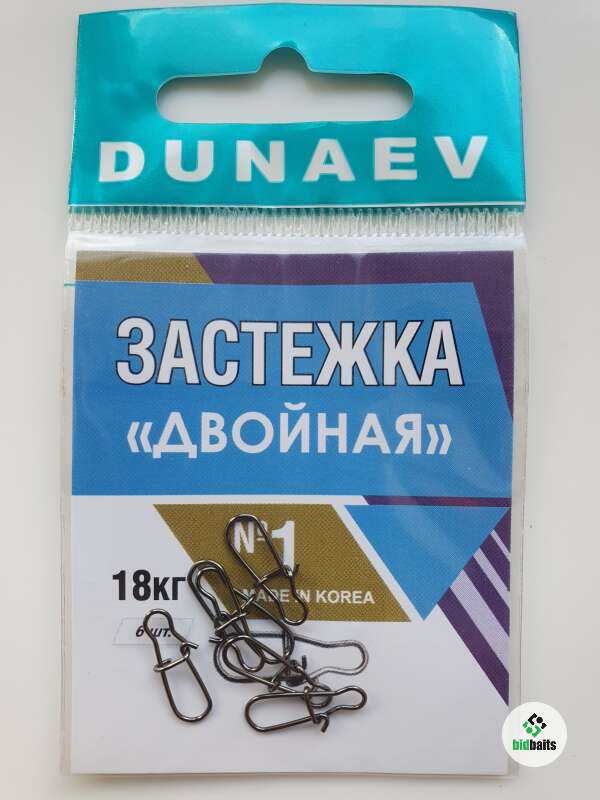 DUNAEV
ЗАСТЕЖКА
«ДВОЙНАЯ»
№1
18КГ
MADE IN KOREA
6 шт.
bidbaits